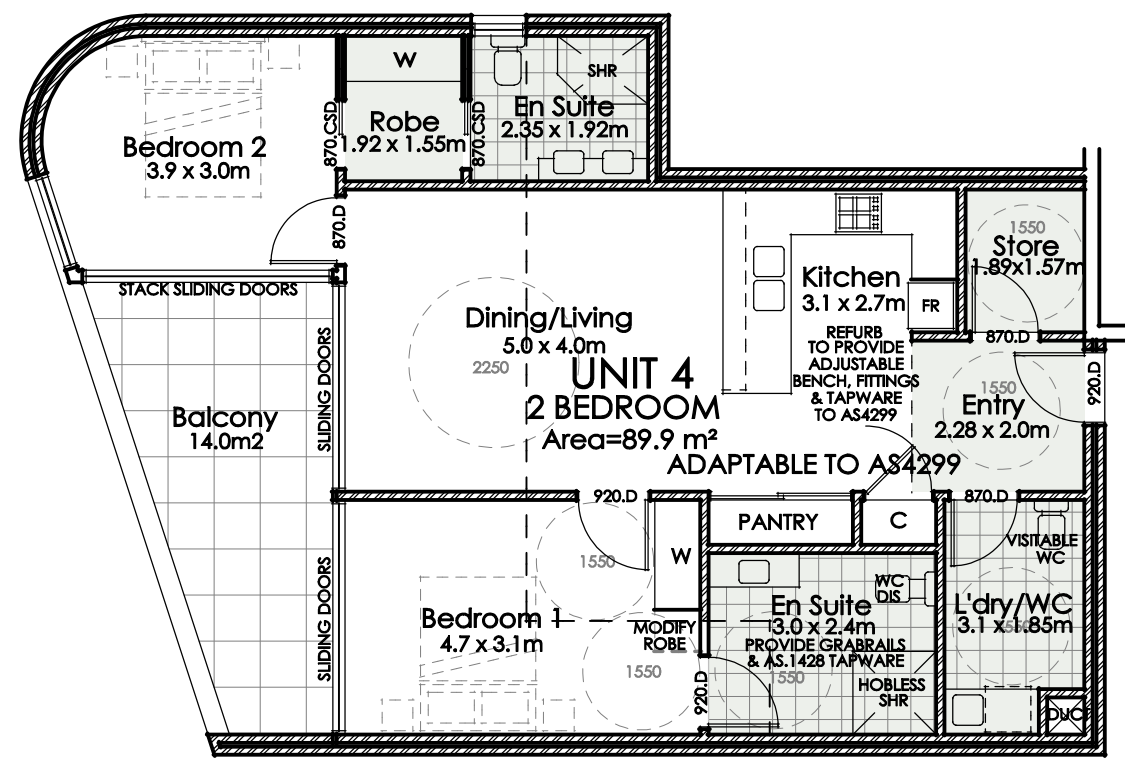 W
SHR
En Suite
2.35 x 1.92m
870.CSD
Robe
1.92 x 1.55m
870.CSD
Bedroom 2
3.9 x 3.0m
870.D
STACK SLIDING DOORS
1550
Store
1.89x1.57m
870.D
Kitchen
3.1 x 2.7m
FR
REFURB
TO PROVIDE
ADJUSTABLE
BENCH, FITTINGS
& TAPWARE
TO AS4299
Dining/Living
5.0 x 4.0m
2250
UNIT 4
2 BEDROOM
Area=89.9 m²
ADAPTABLE TO AS4299
SLIDING DOORS
Balcony
14.0m2
1550
Entry
2.28 x 2.0m
920.D
920.D
870.D
PANTRY
C
VISITABLE
WC
W
1550
SLIDING DOORS
Bedroom 1
4.7 x 3.1m
MODIFY
ROBE
1550
920.D
WC
DIS
En Suite
3.0 x 2.4m
PROVIDE GRABRAILS
& AS.1428 TAPWARE
1550
HOBLESS
SHR
L'dry/WC
3.1 x 1.85m
1550
DUCT